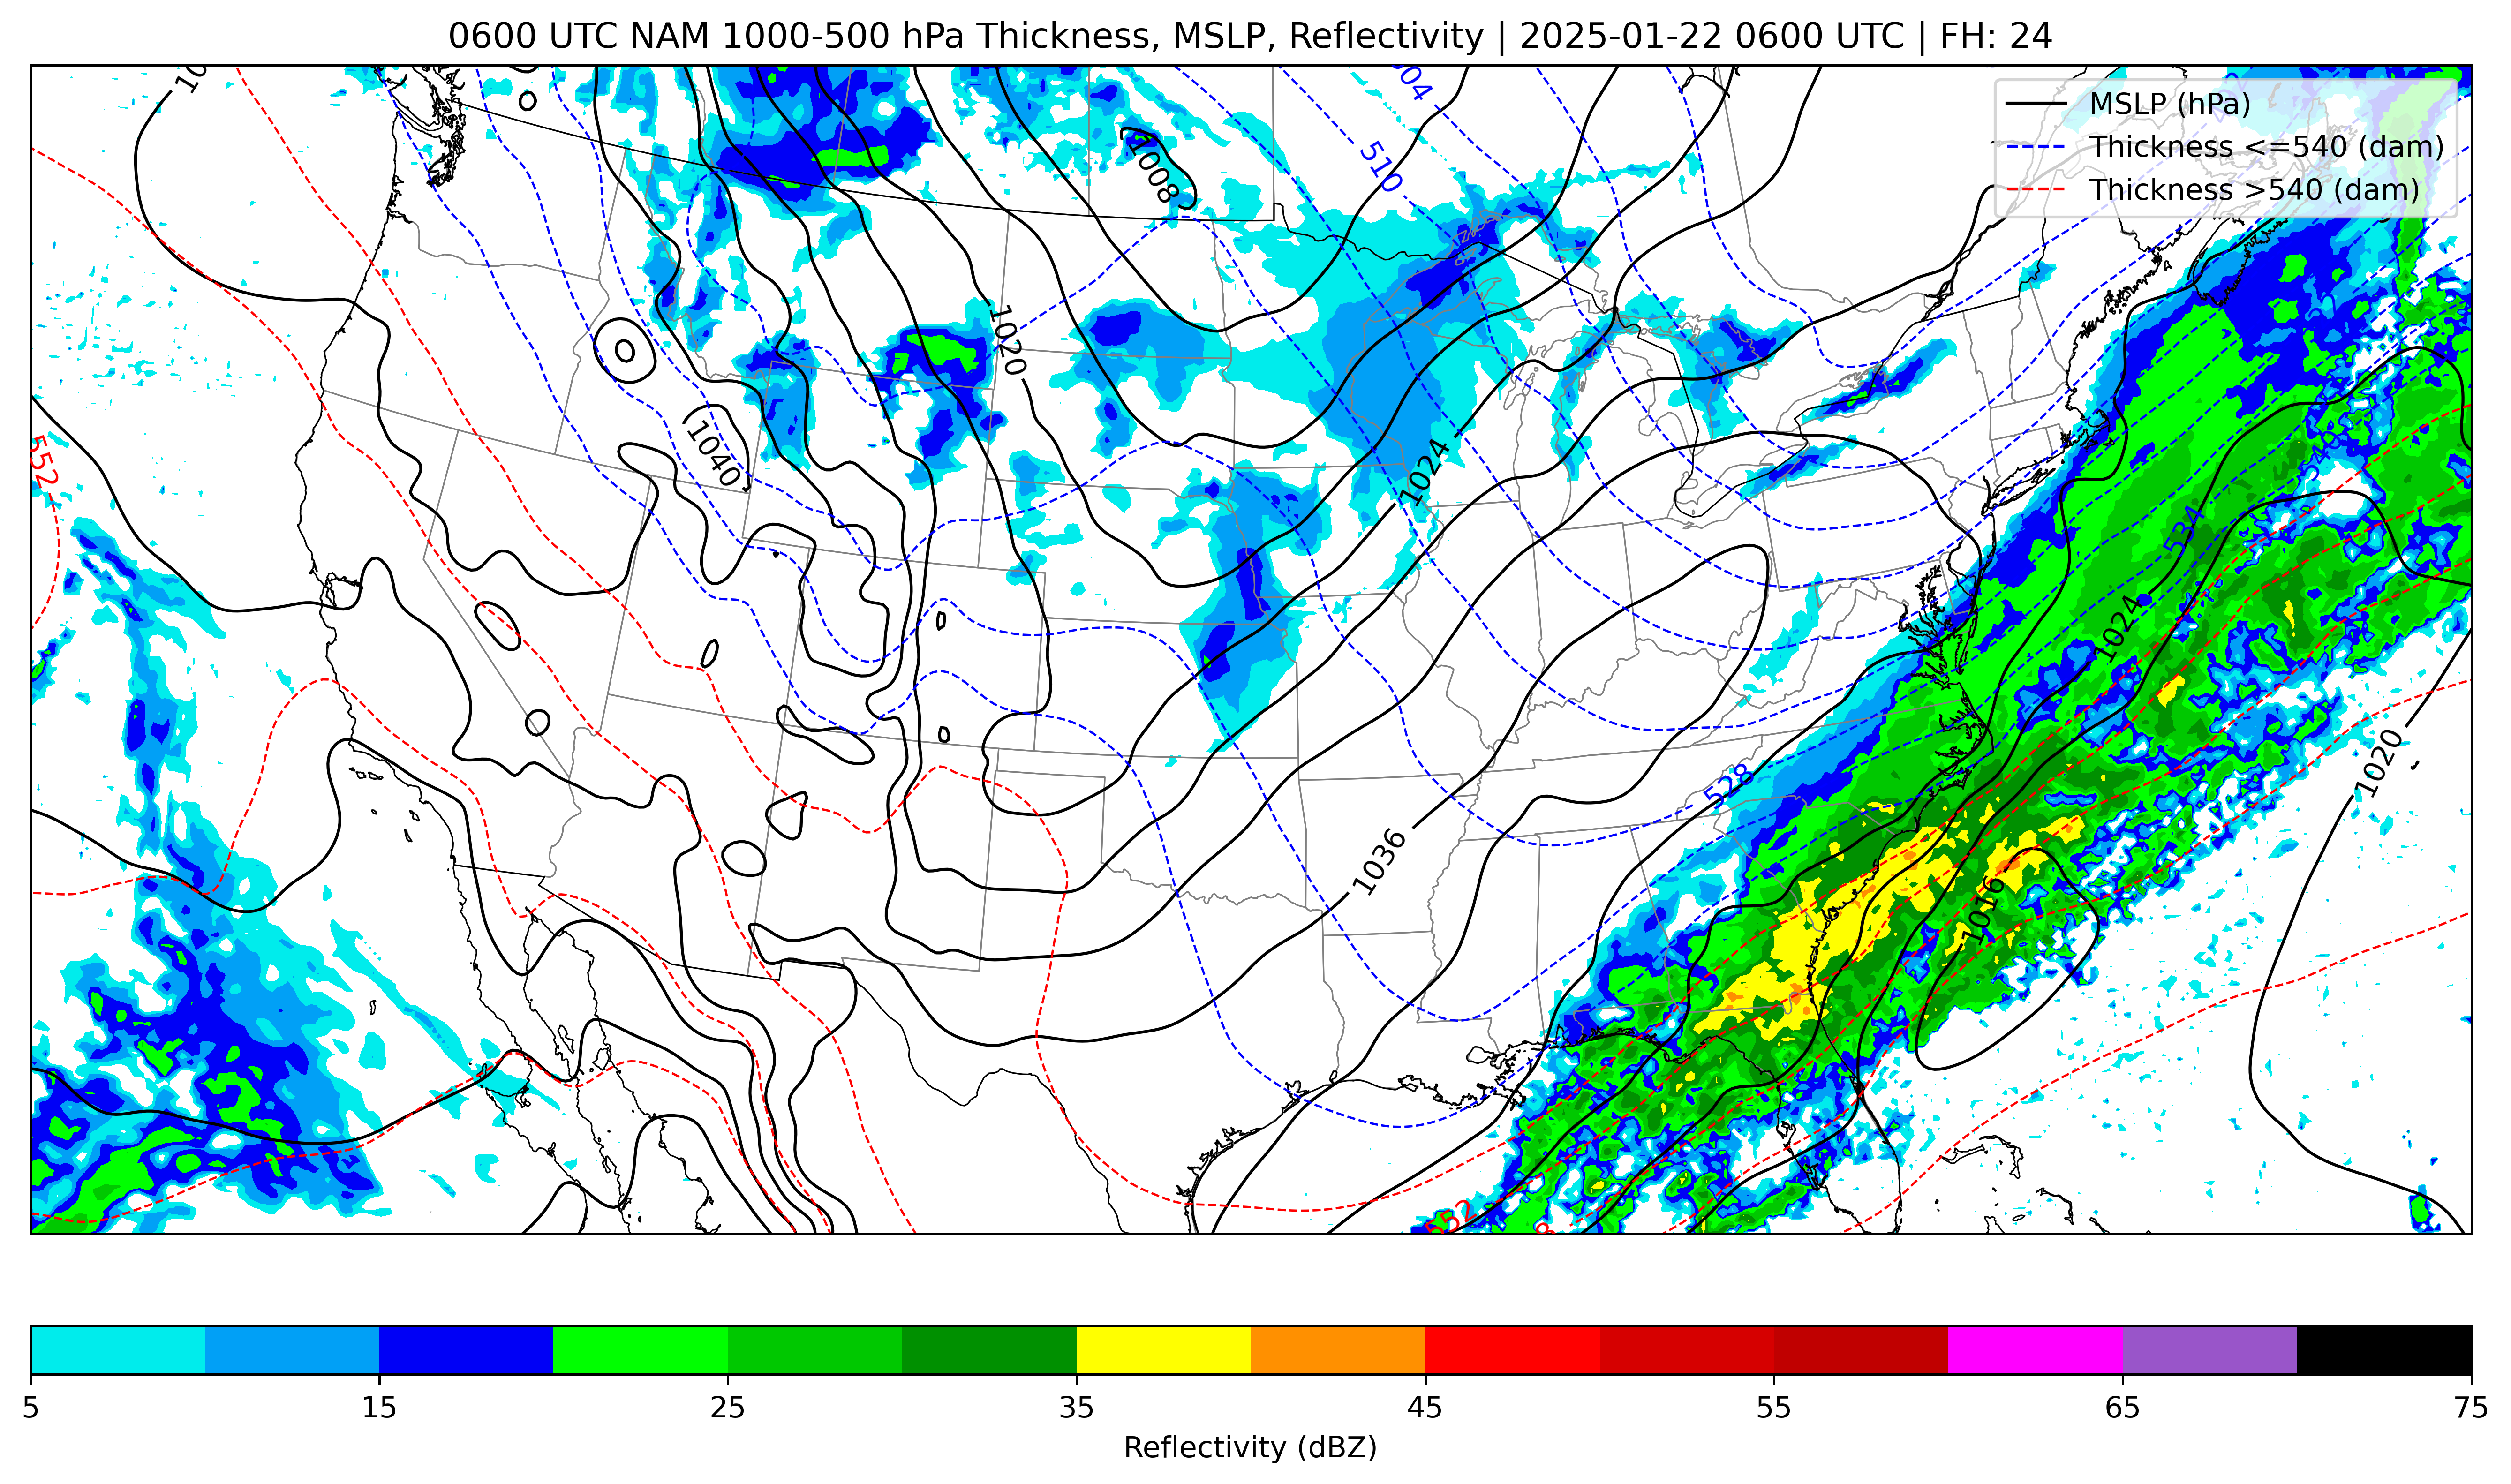 0600 UTC NAM 1000-500 hPa Thickness, MSLP, Reflectivity | 2025-01-22 0600 UTC | FH: 24
MSLP (hPa)
Thickness <=540 (dam)
Thickness >540 (dam)
510
1008
1020
552
1040
1024
534
1024
1020
528
1036
1016
552
5 15 25 35 45 55 65 75
Reflectivity (dBZ)